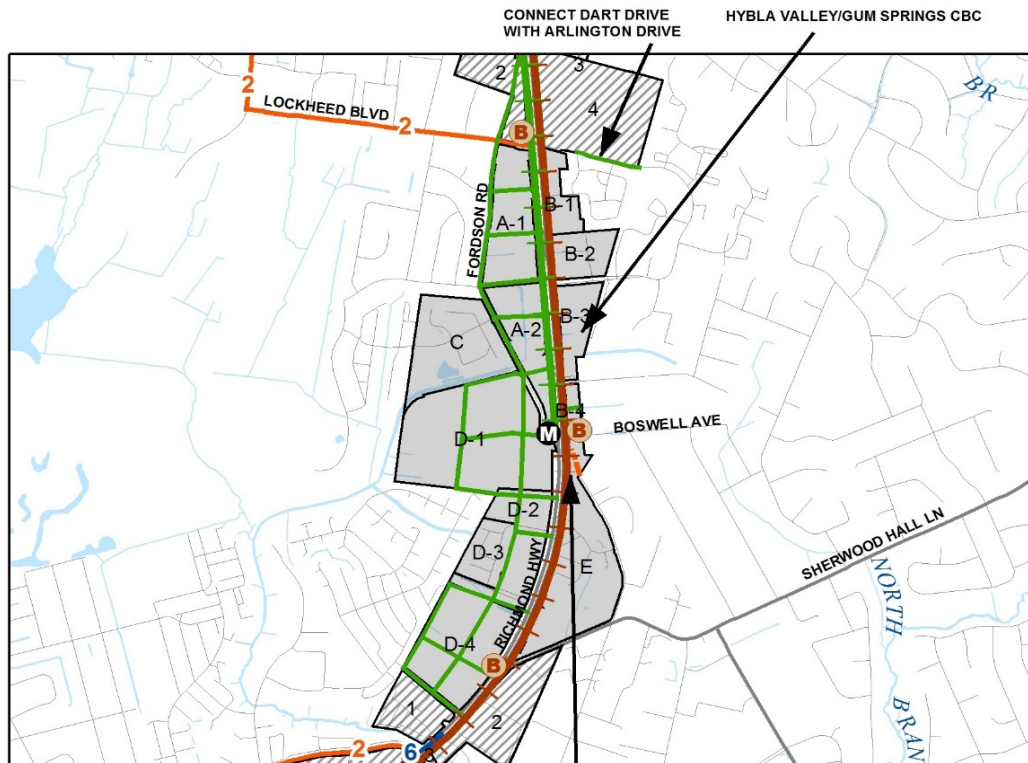 CONNECT DART DRIVE
WITH ARLINGTON DRIVE
HYBLA VALLEY/GUM SPRINGS CBC
2
3
2
4
BR
LOCKHEED BLVD
2
B
FORDSON RD
A-1
B-1
B-2
C
A-2
B-3
B-4
D-1
M
B
BOSWELL AVE
D-2
D-3
E
SHERWOOD HALL LN
RICHMOND HWY
NORTH
BRAN
D-4
B
1
2
2
6
3